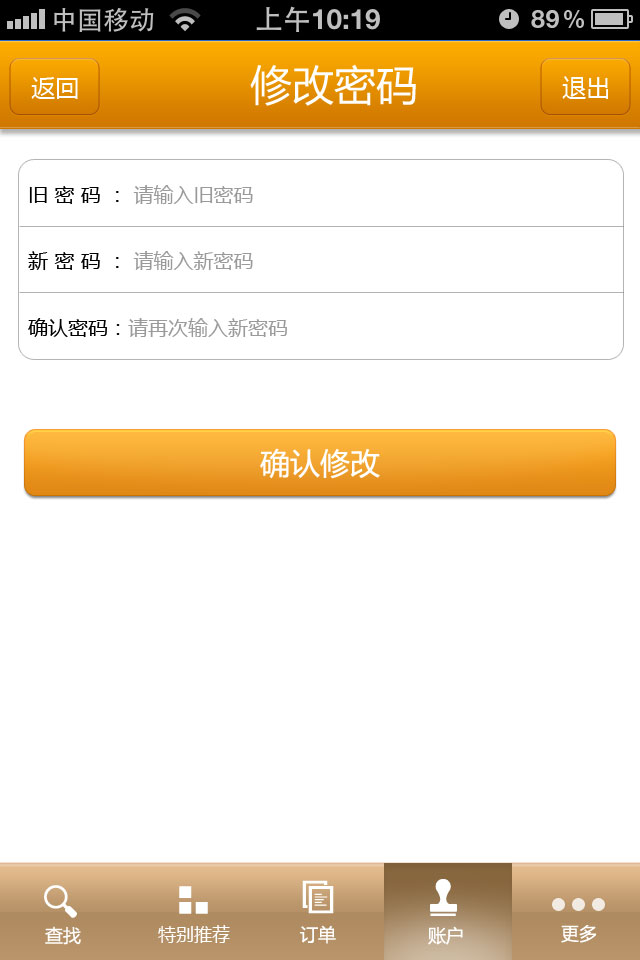 中国移动 上午10:19 89%
返回 修改密码 退出
旧 密 码 ： 请输入旧密码
新 密 码 ： 请输入新密码
确认密码：请再次输入新密码
确认修改
查找 特别推荐 订单 账户 更多